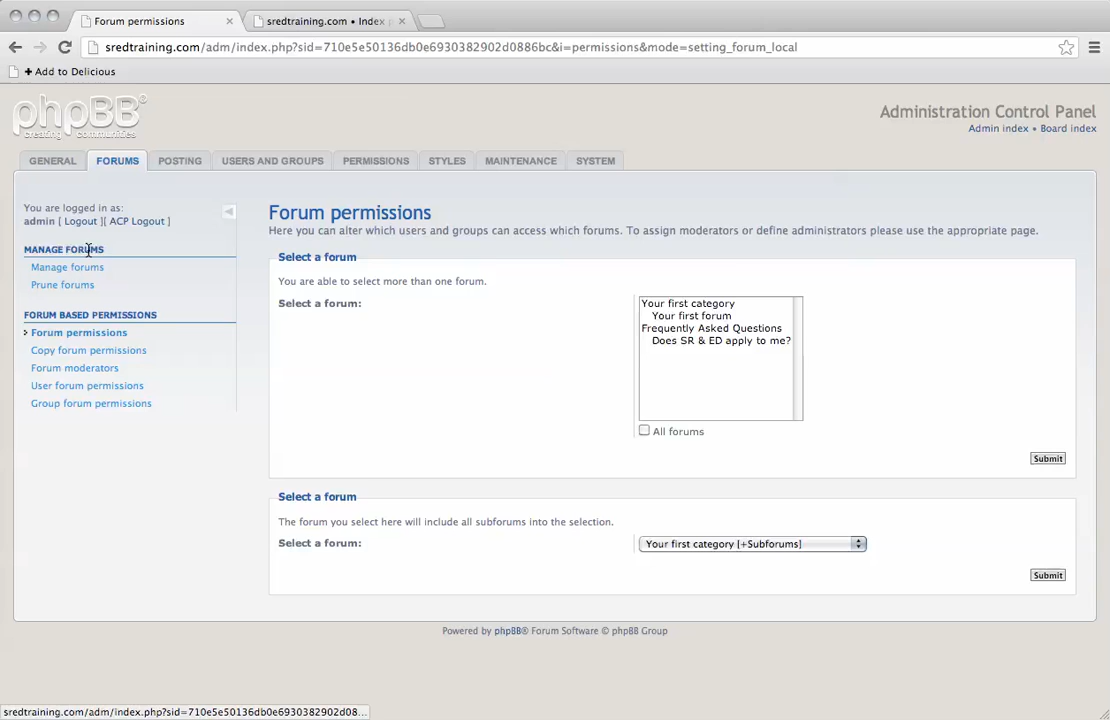 Forum permissions
sredtraining.com • Index p
sredtraining.com/adm/index.php?sid=710e5e50136db0e6930382902d0886bc&i=permissions&mode=setting_forum_local
+ Add to Delicious
phpBB®
creating communities
Administration Control Panel
Admin index • Board index
GENERAL FORUMS POSTING USERS AND GROUPS PERMISSIONS STYLES MAINTENANCE SYSTEM
You are logged in as:
admin [ Logout ][ ACP Logout ]
MANAGE FORUMS
Manage forums
Prune forums
FORUM BASED PERMISSIONS
Forum permissions
Copy forum permissions
Forum moderators
User forum permissions
Group forum permissions
Forum permissions
Here you can alter which users and groups can access which forums. To assign moderators or define administrators please use the appropriate page.
Select a forum
You are able to select more than one forum.
Select a forum:
Your first category
Your first forum
Frequently Asked Questions
Does SR & ED apply to me?
All forums
Submit
Select a forum
The forum you select here will include all subforums into the selection.
Select a forum:
Your first category [+Subforums]
Submit
Powered by phpBB® Forum Software © phpBB Group
sredtraining.com/adm/index.php?sid=710e5e50136db0e6930382902d08...